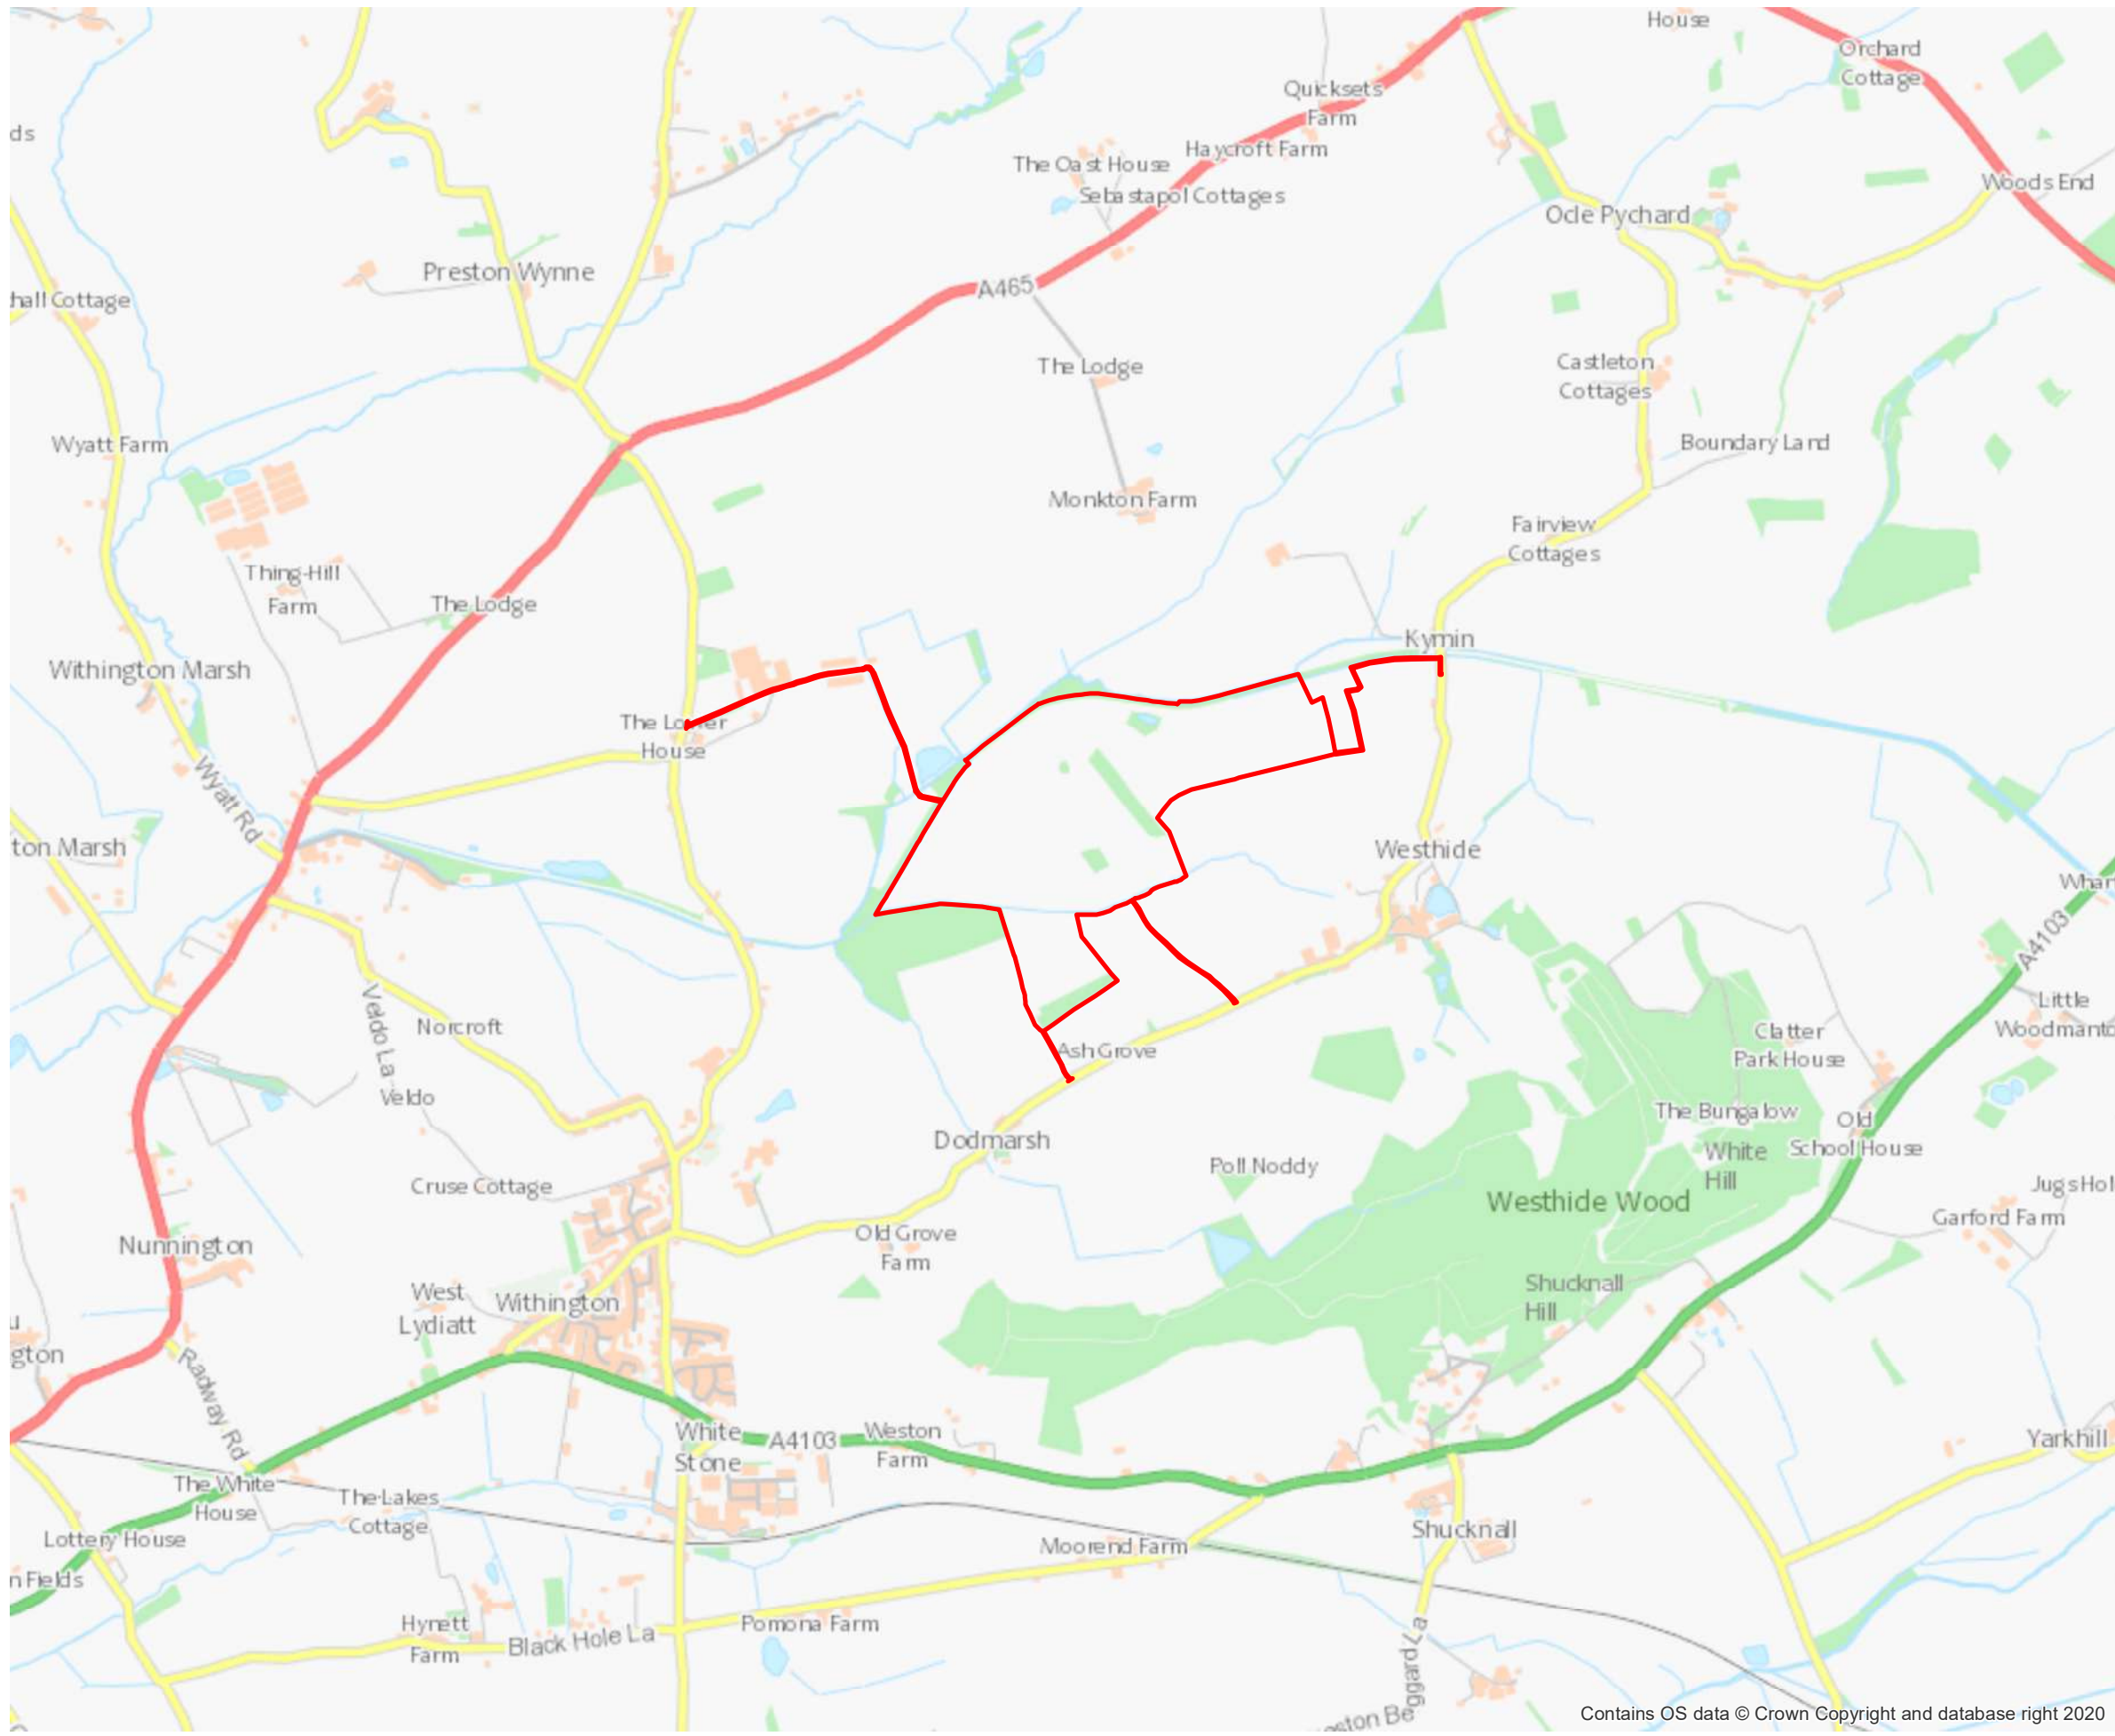 House
Orchard
Cottage
Quicksets
Farm
ds
Haycroft Farm
The Oast House
Sebastapol Cottages
Woods End
Ocle Pychard
Preston Wynne
A465
hall Cottage
The Lodge
Castleton
Cottages
Wyatt Farm
Boundary Land
Monkton Farm
Fairview
Cottages
Thing-Hill
Farm
The Lodge
Kymin
Withington Marsh
The Lower
House
Wyatt Rd
ton Marsh
Westhide
Whar
A4103
Little
Woodmanto
Veldo La
Norcroft
Clatter
Park House
Ash Grove
Veldo
The Bungalow
Old
School House
Dodmarsh
White
Hill
Poll Noddy
Cruse Cottage
Jugs Hol
Westhide Wood
Garford Farm
Old Grove
Farm
Nunnington
West
Lydiatt
Withington
Shucknall
Hill
u
gton
Radway Rd
White
Stone
A4103
Weston
Farm
Yarkhill
The White
House
The Lakes
Cottage
Lottery House
Shucknall
Moorend Farm
n Fields
Hynett
Farm
Black Hole La
Pomona Farm
eston Beggard La
Contains OS data © Crown Copyright and database right 2020